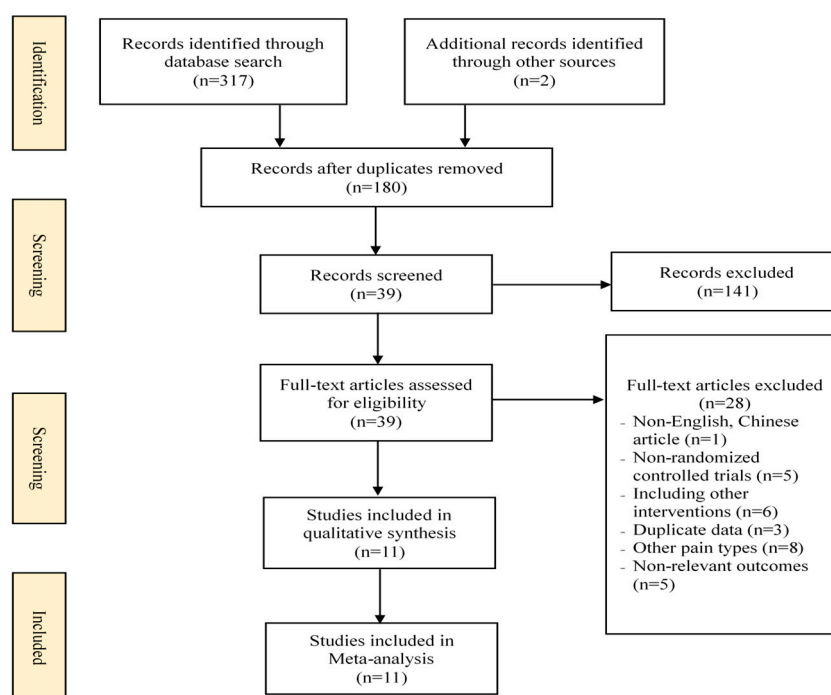 Identification
Records identified through
database search
(n=317)
Additional records identified
through other sources
(n=2)
Records after duplicates removed
(n=180)
Screening
Records screened
(n=39)
Records excluded
(n=141)
Screening
Full-text articles assessed
for eligibility
(n=39)
Full-text articles excluded
(n=28)
- Non-English, Chinese
article (n=1)
- Non-randomized
controlled trials (n=5)
- Including other
interventions (n=6)
- Duplicate data (n=3)
- Other pain types (n=8)
- Non-relevant outcomes
(n=5)
Studies included in
qualitative synthesis
(n=11)
Included
Studies included in
Meta-analysis
(n=11)